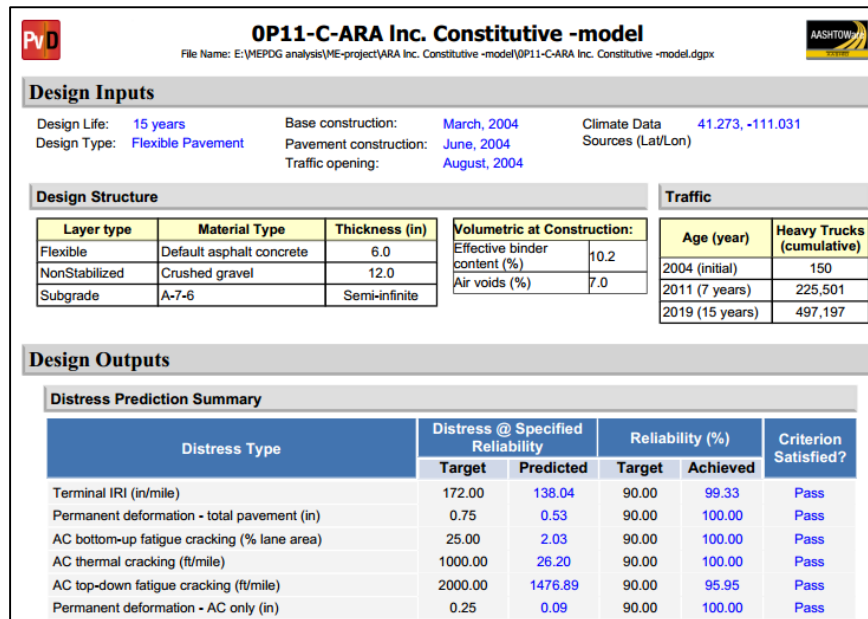 PvD
0P11-C-ARA Inc. Constitutive -model
File Name: E:\MEPDG analysis\ME-project\ARA Inc. Constitutive -model\0P11-C-ARA Inc. Constitutive -model.dgpx
AASHTOWare
Design Inputs
Design Life: 15 years Base construction: March, 2004 Climate Data 41.273, -111.031
Design Type: Flexible Pavement Pavement construction: June, 2004 Sources (Lat/Lon)
Traffic opening: August, 2004
Design Structure
Layer type Material Type Thickness (in)
Flexible Default asphalt concrete 6.0
NonStabilized Crushed gravel 12.0
Subgrade A-7-6 Semi-infinite
Volumetric at Construction:
Effective binder
content (%) 10.2
Air voids (%) 7.0
Traffic
Age (year) Heavy Trucks
(cumulative)
2004 (initial) 150
2011 (7 years) 225,501
2019 (15 years) 497,197
Design Outputs
Distress Prediction Summary
Distress Type Distress @ Specified
Reliability Reliability (%) Criterion
Satisfied?
Target Predicted Target Achieved
Terminal IRI (in/mile) 172.00 138.04 90.00 99.33 Pass
Permanent deformation - total pavement (in) 0.75 0.53 90.00 100.00 Pass
AC bottom-up fatigue cracking (% lane area) 25.00 2.03 90.00 100.00 Pass
AC thermal cracking (ft/mile) 1000.00 26.20 90.00 100.00 Pass
AC top-down fatigue cracking (ft/mile) 2000.00 1476.89 90.00 95.95 Pass
Permanent deformation - AC only (in) 0.25 0.09 90.00 100.00 Pass